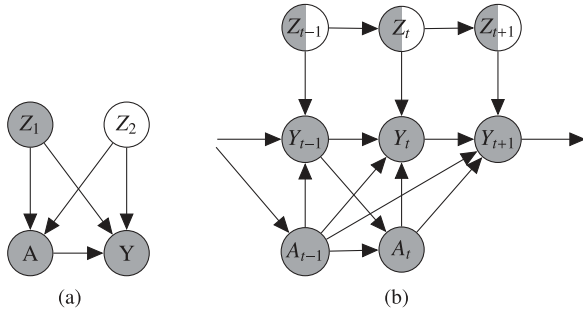 Z₁ Z₂
A Y
(a)
Zₜ₋₁ Zₜ Zₜ₊₁
Yₜ₋₁ Yₜ Yₜ₊₁
Aₜ₋₁ Aₜ
(b)